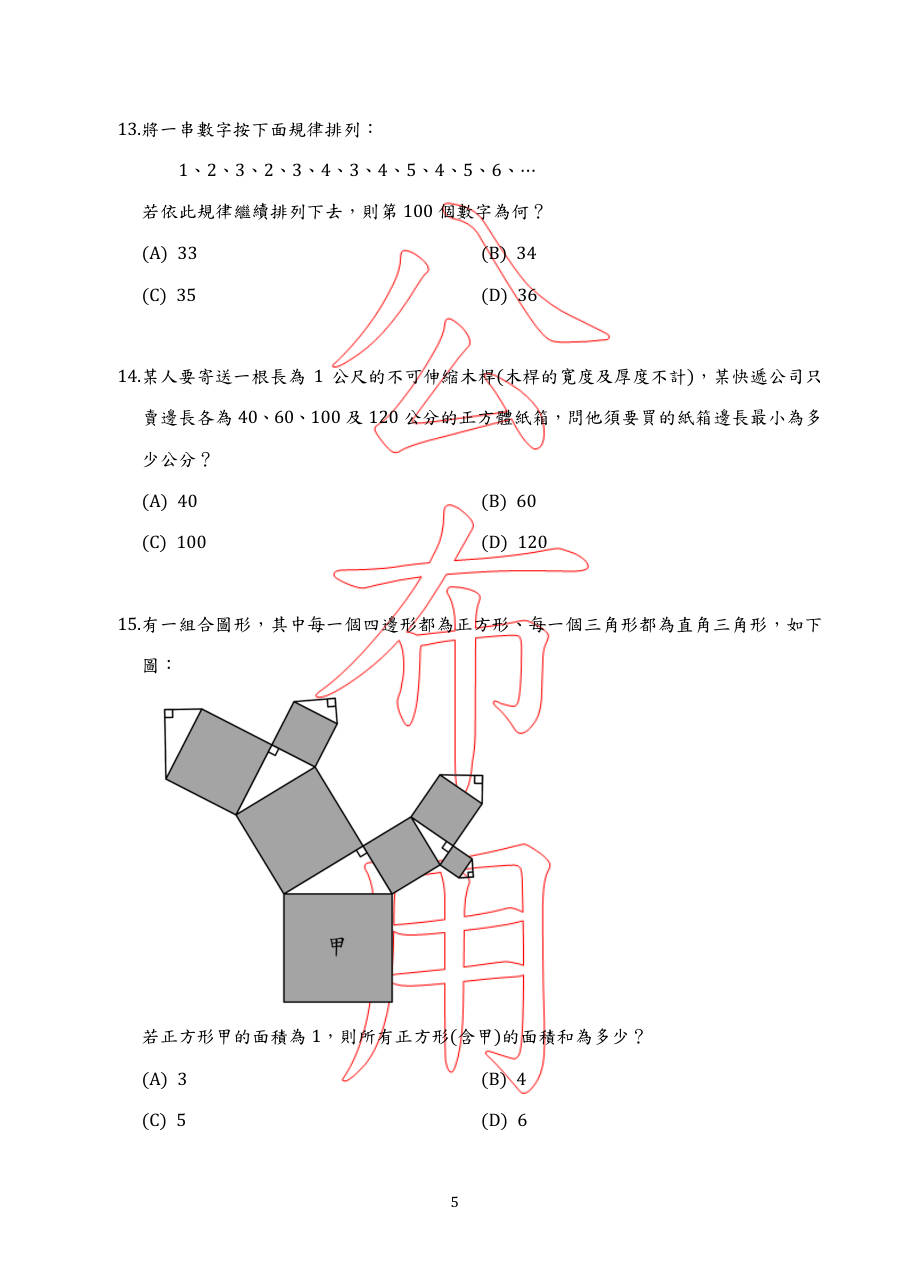 13.將一串數字按下面規律排列：
1、2、3、2、3、4、3、4、5、4、5、6、⋯
若依此規律繼續排列下去，則第 100 個數字為何？
(A) 33 (B) 34
(C) 35 (D) 36
14.某人要寄送一根長為 1 公尺的不可伸縮木桿(木桿的寬度及厚度不計)，某快遞公司只
賣邊長各為 40、60、100 及 120 公分的正方體紙箱，問他須要買的紙箱邊長最小為多
少公分？
(A) 40 (B) 60
(C) 100 (D) 120
15.有一組合圖形，其中每一個四邊形都為正方形、每一個三角形都為直角三角形，如下
圖：
甲
若正方形甲的面積為 1，則所有正方形(含甲)的面積和為多少？
(A) 3 (B) 4
(C) 5 (D) 6
5
公布用